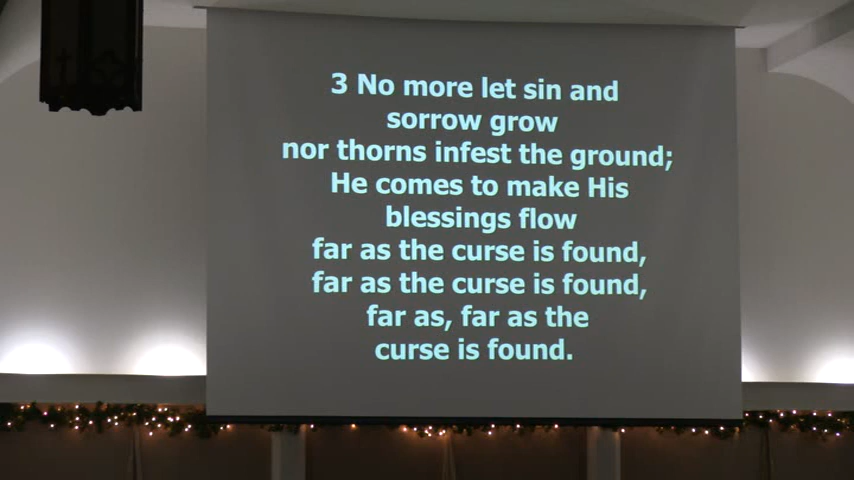 3 No more let sin and
sorrow grow
nor thorns infest the ground;
He comes to make His
blessings flow
far as the curse is found,
far as the curse is found,
far as, far as the
curse is found.